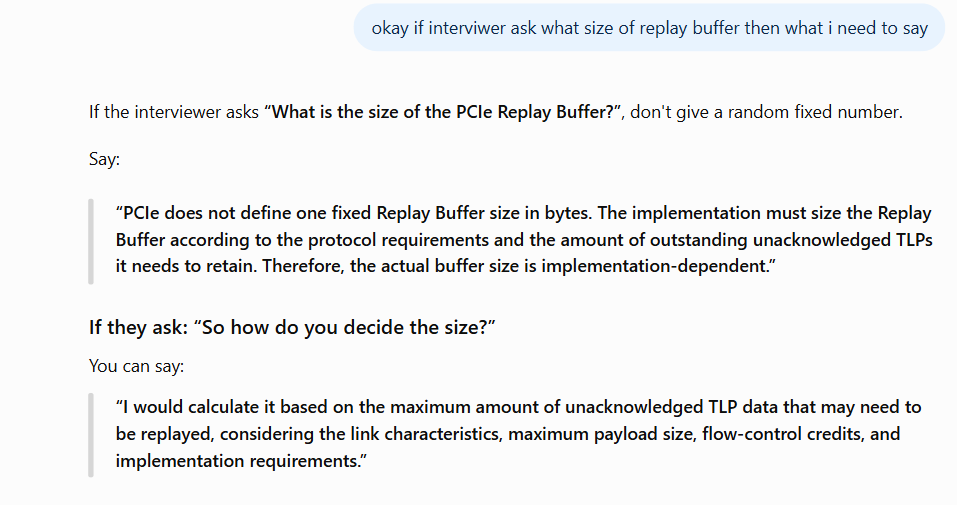 okay if interviwer ask what size of replay buffer then what i need to say
If the interviewer asks “What is the size of the PCIe Replay Buffer?”, don't give a random fixed number.
Say:
“PCIe does not define one fixed Replay Buffer size in bytes. The implementation must size the Replay
Buffer according to the protocol requirements and the amount of outstanding unacknowledged TLPs
it needs to retain. Therefore, the actual buffer size is implementation-dependent.”
If they ask: “So how do you decide the size?”
You can say:
“I would calculate it based on the maximum amount of unacknowledged TLP data that may need to
be replayed, considering the link characteristics, maximum payload size, flow-control credits, and
implementation requirements.”